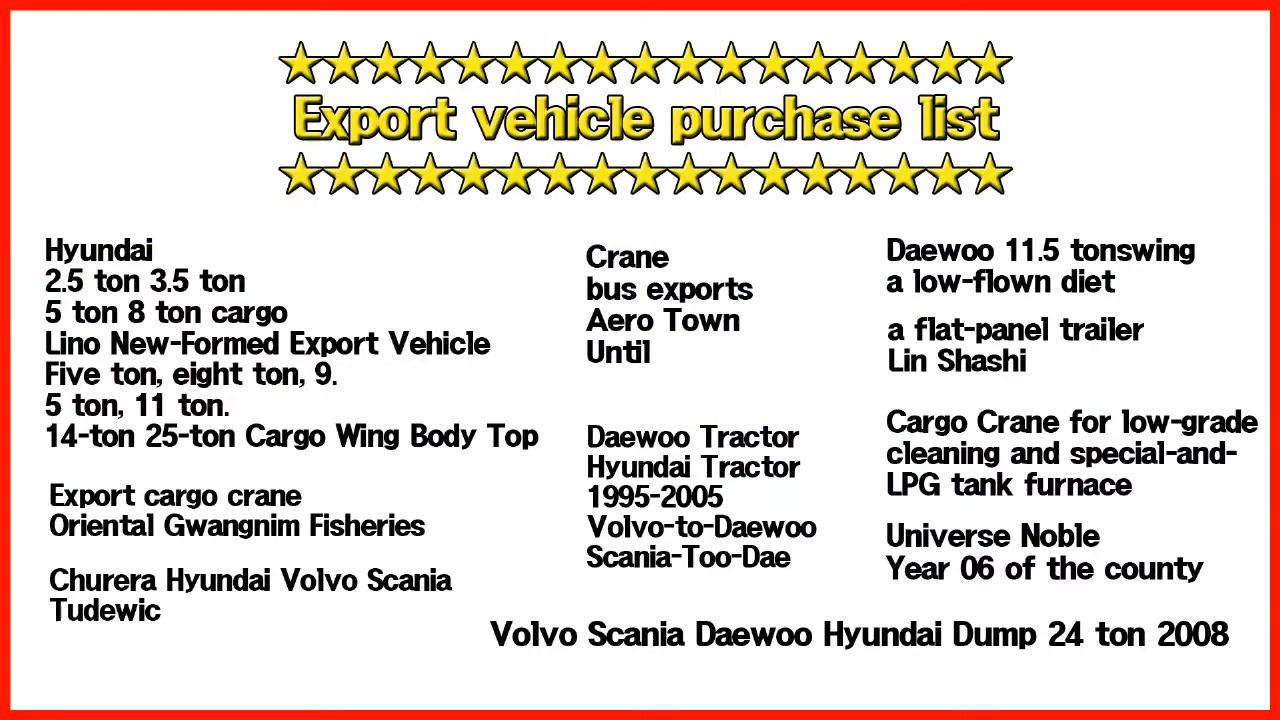 Export vehicle purchase list
Hyundai
2.5 ton 3.5 ton
5 ton 8 ton cargo
Lino New-Formed Export Vehicle
Five ton, eight ton, 9.
5 ton, 11 ton.
14-ton 25-ton Cargo Wing Body Top
Export cargo crane
Oriental Gwangnim Fisheries
Churera Hyundai Volvo Scania
Tudewic
Crane
bus exports
Aero Town
Until
Daewoo Tractor
Hyundai Tractor
1995-2005
Volvo-to-Daewoo
Scania-Too-Dae
Daewoo 11.5 tonswing
a low-flown diet
a flat-panel trailer
Lin Shashi
Cargo Crane for low-grade
cleaning and special-and-
LPG tank furnace
Universe Noble
Year 06 of the county
Volvo Scania Daewoo Hyundai Dump 24 ton 2008